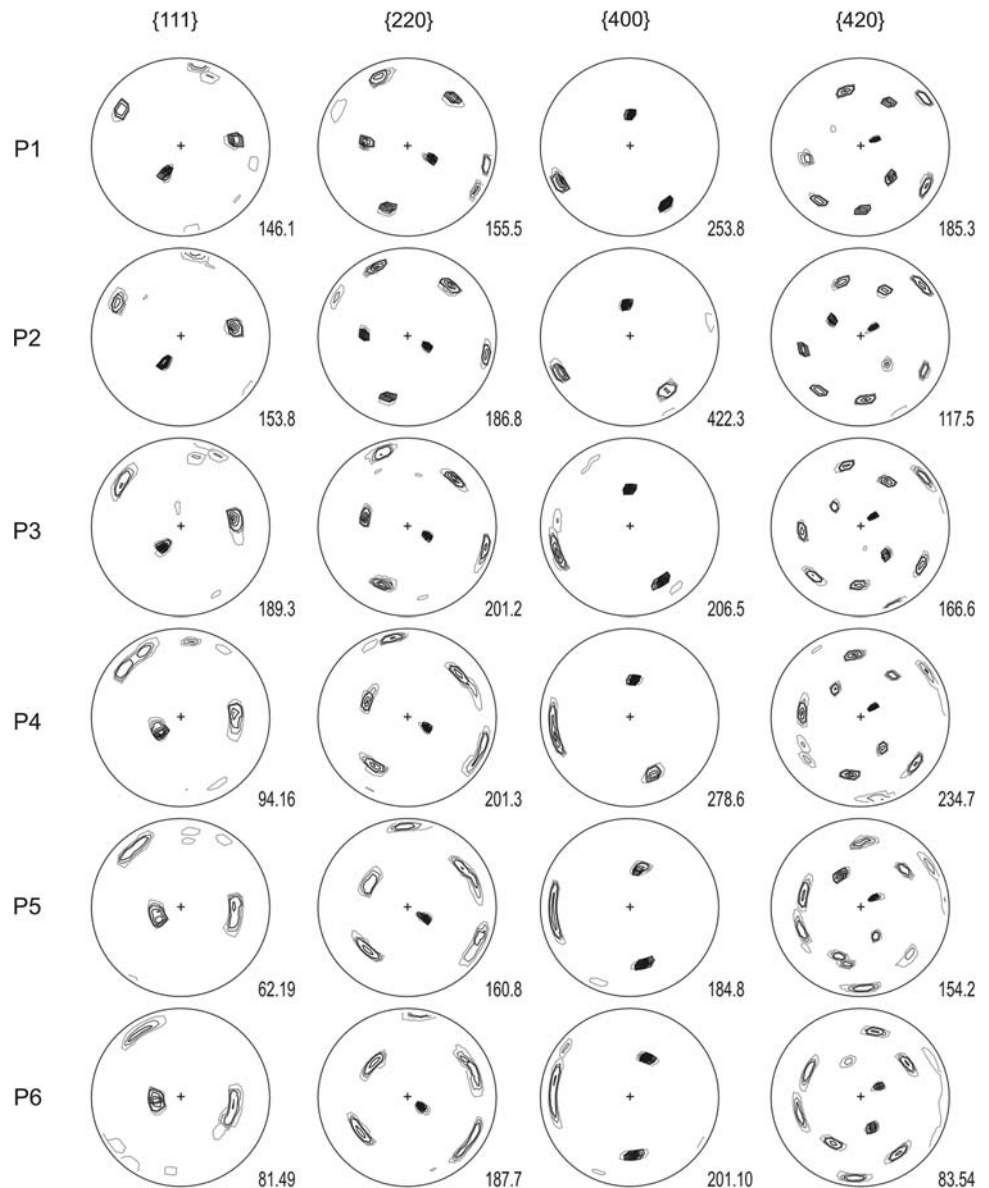 {111} {220} {400} {420}
P1
146.1 155.5 253.8 185.3
P2
153.8 186.8 422.3 117.5
P3
189.3 201.2 206.5 166.6
P4
94.16 201.3 278.6 234.7
P5
62.19 160.8 184.8 154.2
P6
81.49 187.7 201.10 83.54